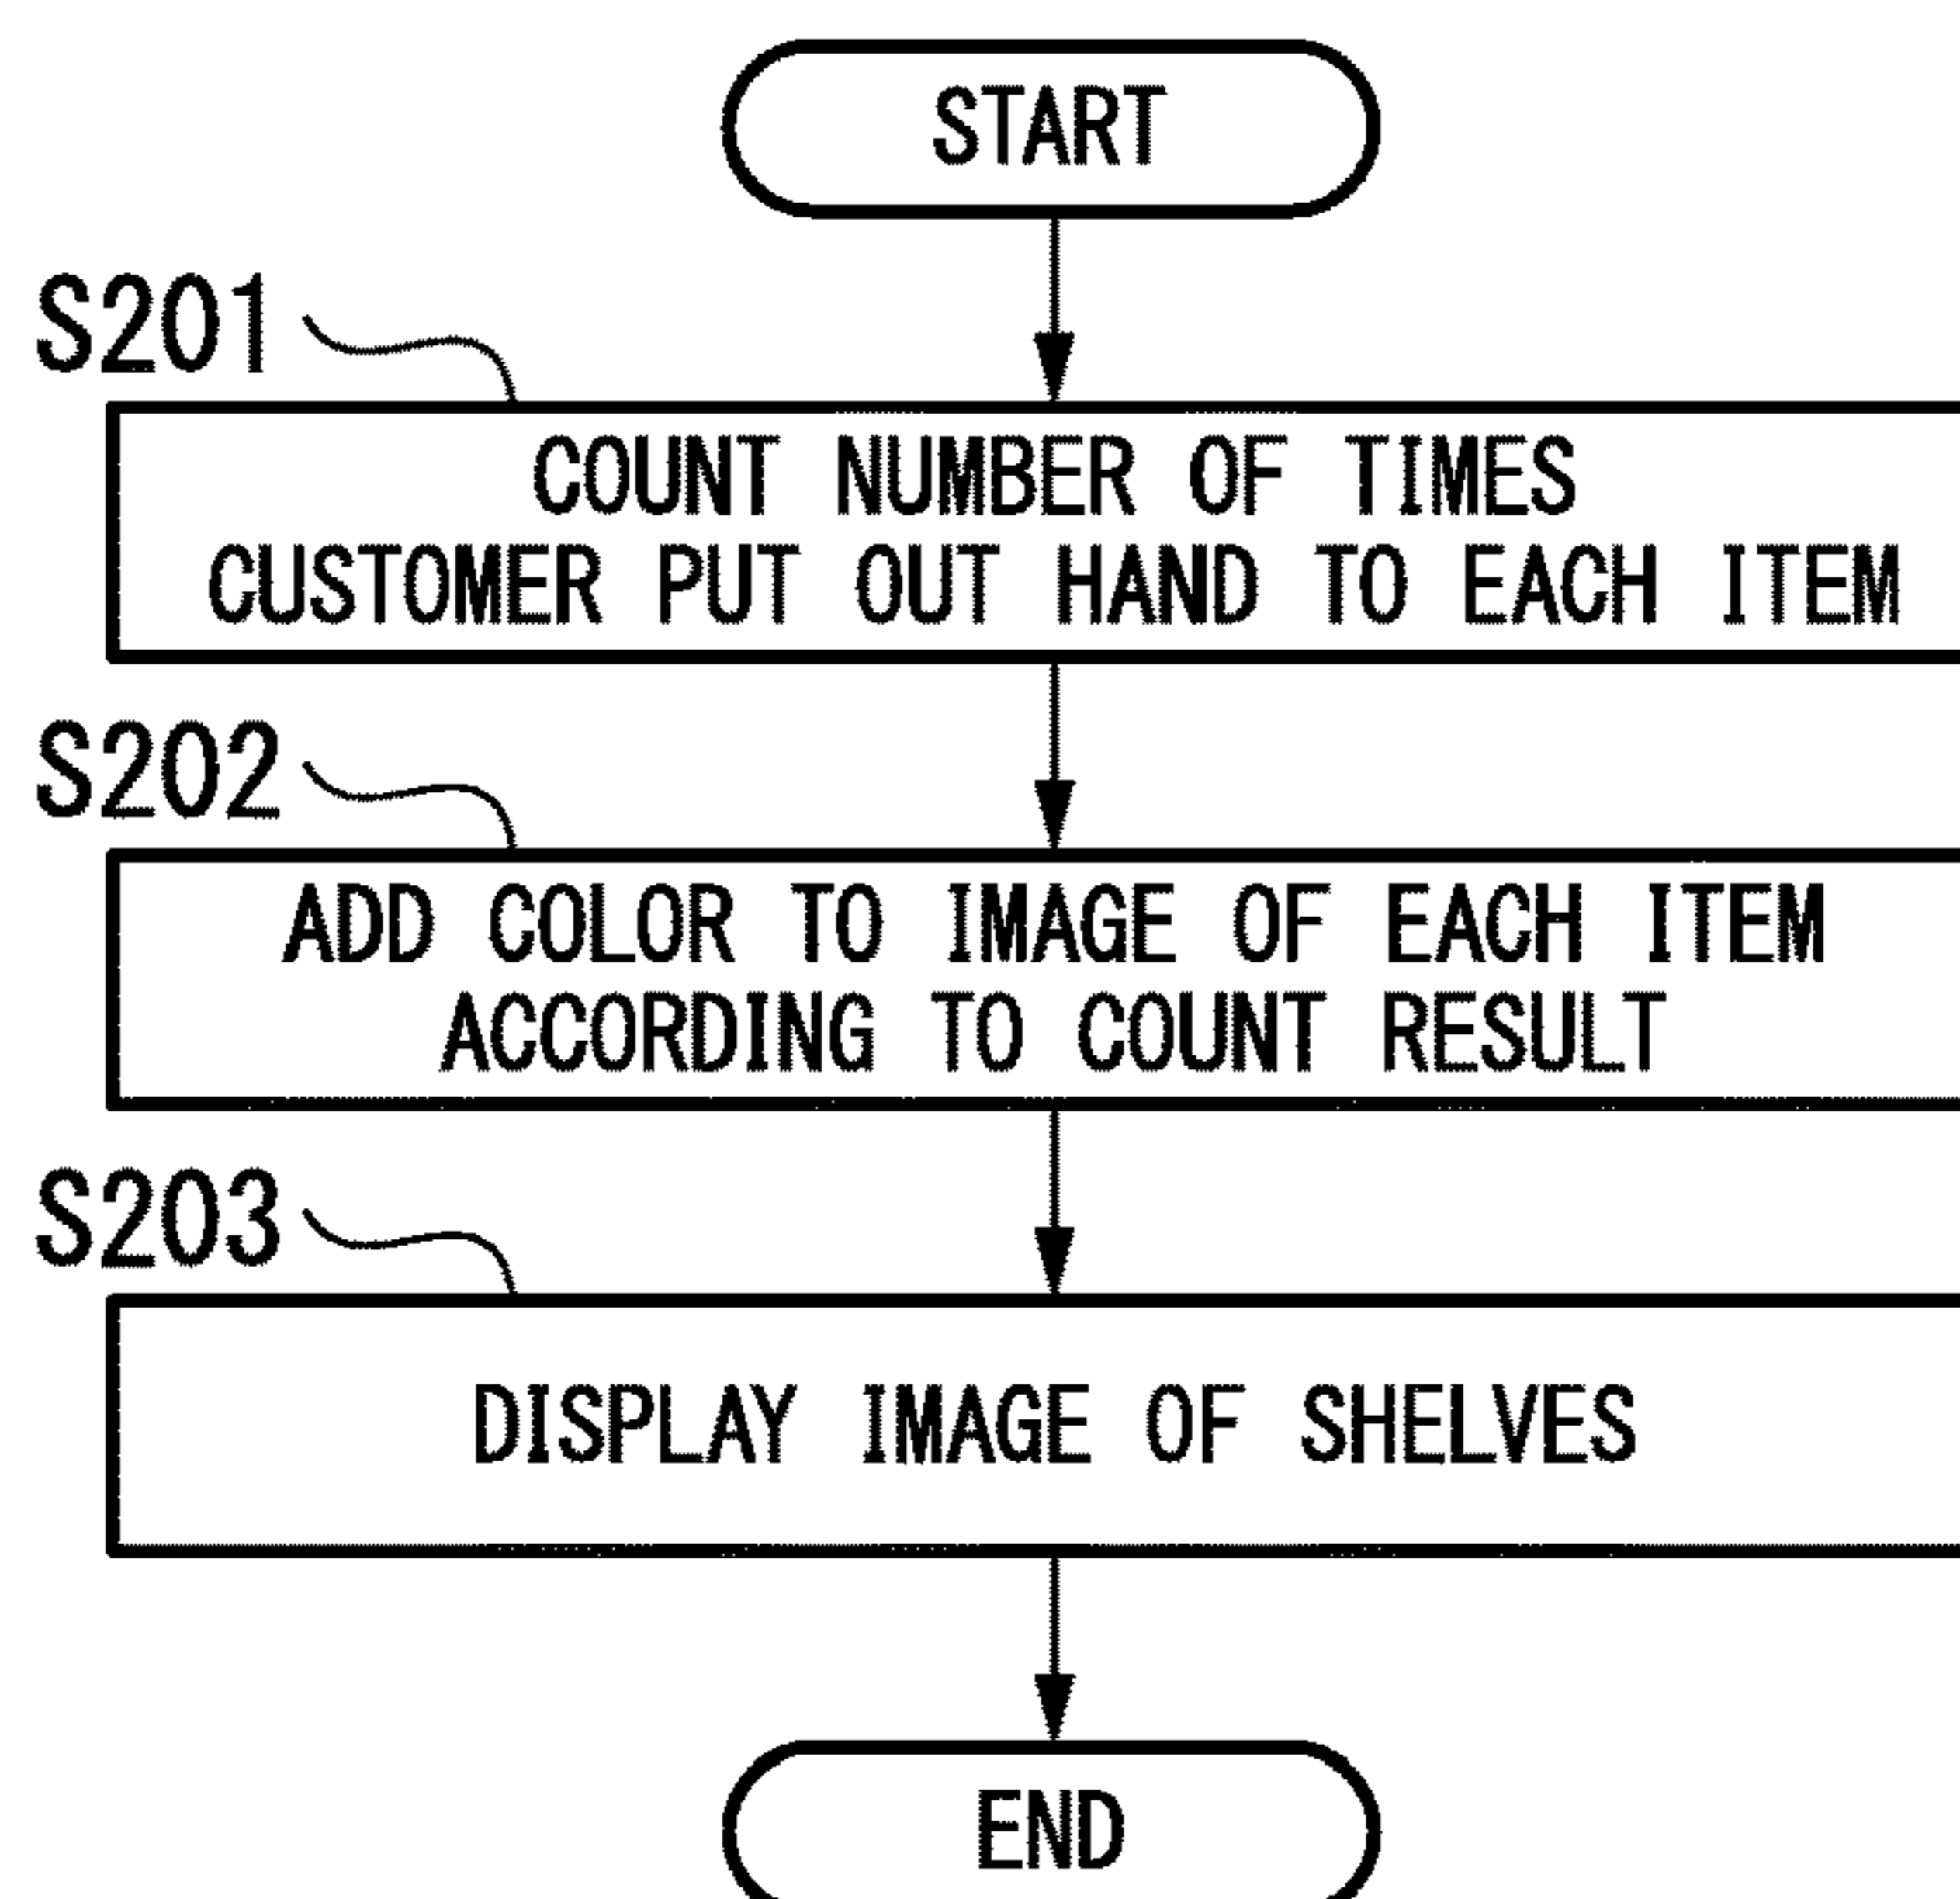 START
S201
COUNT NUMBER OF TIMES
CUSTOMER PUT OUT HAND TO EACH ITEM
S202
ADD COLOR TO IMAGE OF EACH ITEM
ACCORDING TO COUNT RESULT
S203
DISPLAY IMAGE OF SHELVES
END